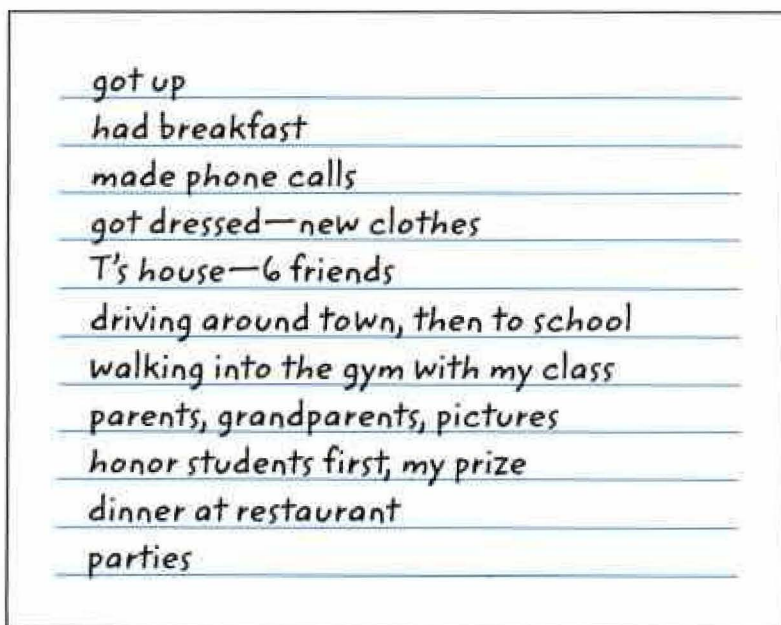 got up
had breakfast
made phone calls
got dressed—new clothes
T's house—6 friends
driving around town, then to school
walking into the gym with my class
parents, grandparents, pictures
honor students first, my prize
dinner at restaurant
parties